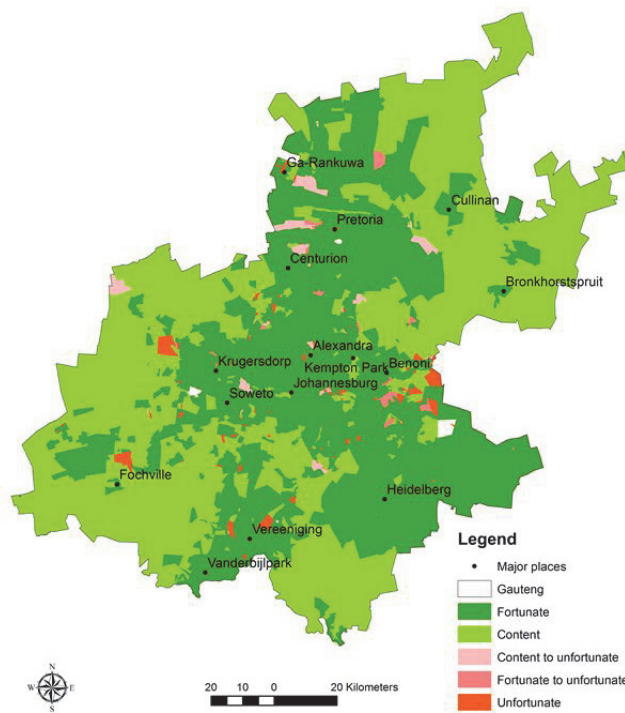 Ga-Rankuwa
Cullinan
Pretoria
Centurion
Bronkhorstspruit
Alexandra
Krugersdorp
Kempton Park
Benoni
Johannesburg
Soweto
Fochville
Heidelberg
Vereeniging
Vanderbijlpark
Legend
Major places
Gauteng
Fortunate
Content
Content to unfortunate
Fortunate to unfortunate
Unfortunate
N
W E
S
20 10 0 20 Kilometers